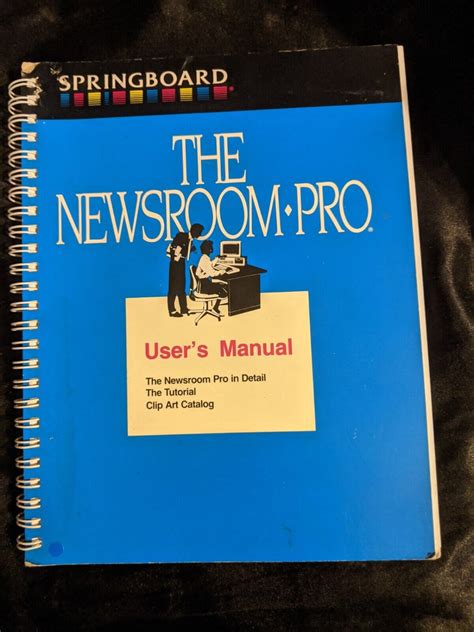 SPRINGBOARD®
THE
NEWSROOM·PRO®
User's Manual
The Newsroom Pro in Detail
The Tutorial
Clip Art Catalog